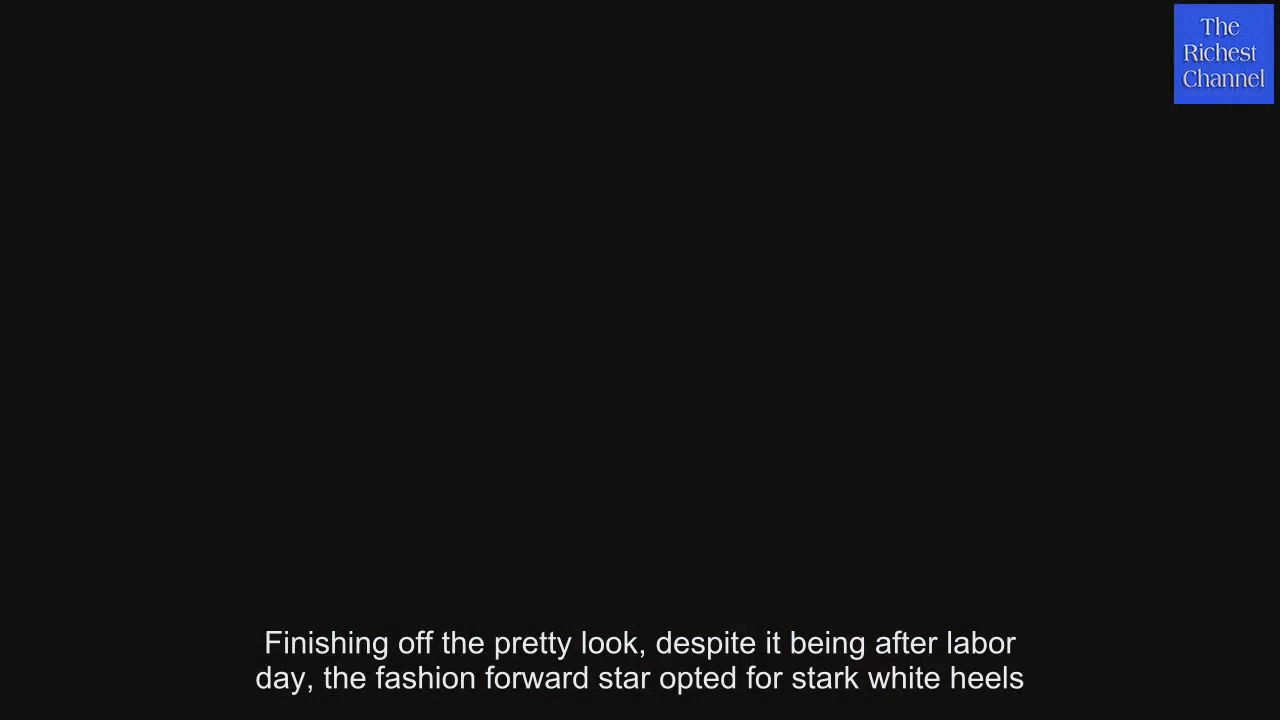 The
Richest
Channel
Finishing off the pretty look, despite it being after labor
day, the fashion forward star opted for stark white heels